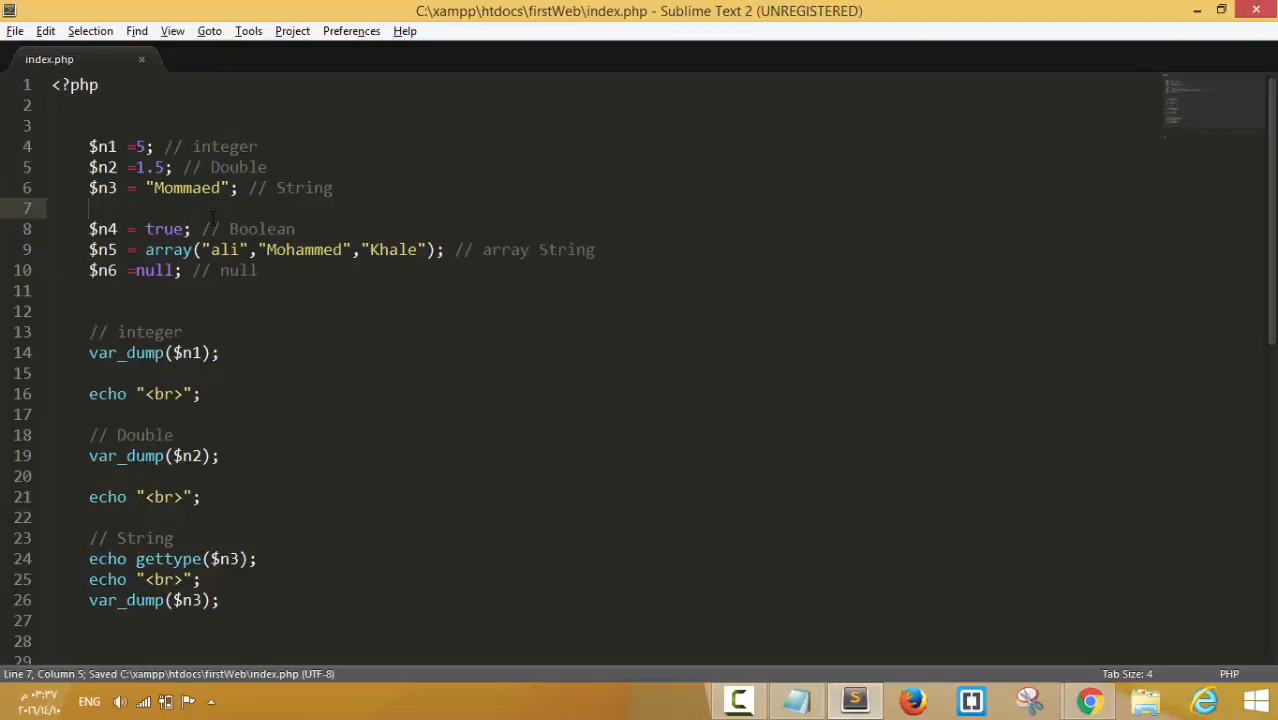 C:\xampp\htdocs\firstWeb\index.php - Sublime Text 2 (UNREGISTERED)
File Edit Selection Find View Goto Tools Project Preferences Help
index.php
1 <?php
2
3
4 $n1 =5; // integer
5 $n2 =1.5; // Double
6 $n3 = "Mommaed"; // String
7
8 $n4 = true; // Boolean
9 $n5 = array("ali","Mohammed","Khale"); // array String
10 $n6 =null; // null
11
12
13 // integer
14 var_dump($n1);
15
16 echo "<br>";
17
18 // Double
19 var_dump($n2);
20
21 echo "<br>";
22
23 // String
24 echo gettype($n3);
25 echo "<br>";
26 var_dump($n3);
27
28
29
Line 7, Column 5; Saved C:\xampp\htdocs\firstWeb\index.php (UTF-8) Tab Size: 4 PHP
م ٠٣:٣٧
ENG